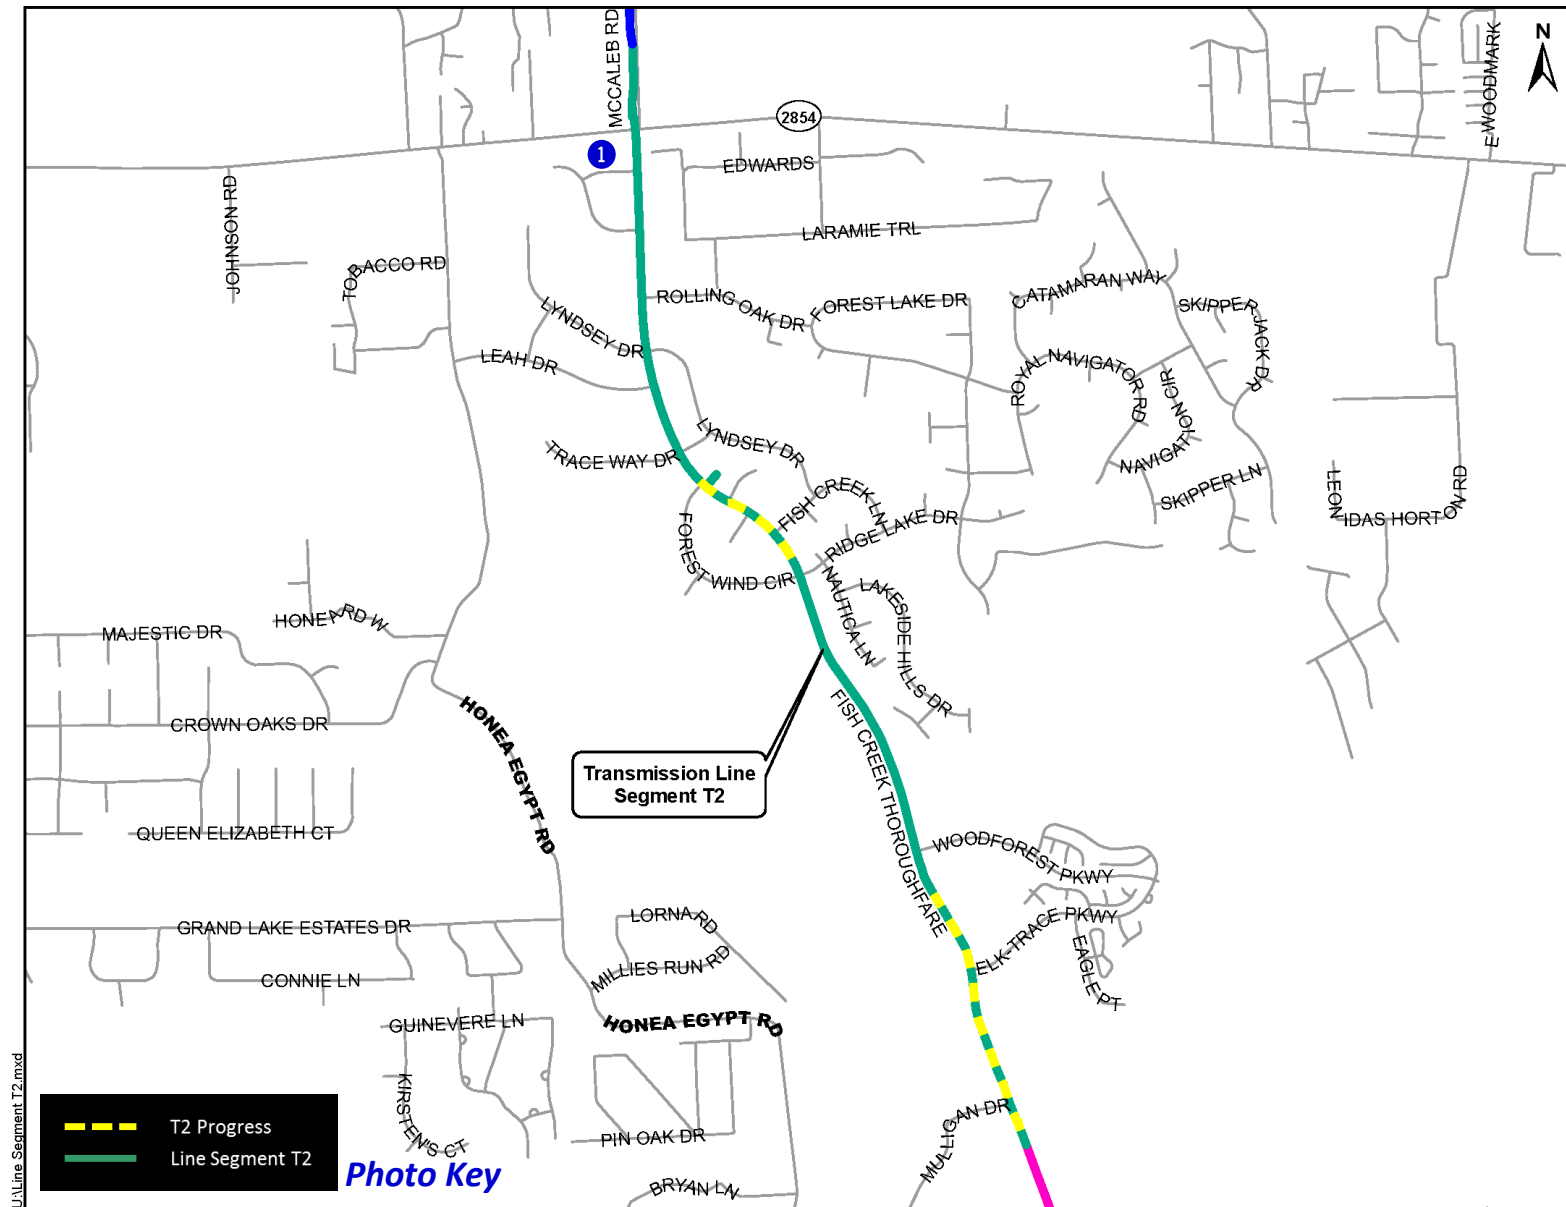 MCCALEB RD
N
E WOODMARK
2854
1
EDWARDS
JOHNSON RD
LARAMIE TRL
TOBACCO RD
CATAMARAN WAY
ROLLING OAK DR
FOREST LAKE DR
SKIPPER JACK DR
LYNDSEY DR
LEAH DR
ROYAL NAVIGATOR RD
NAVIGATION CIR
LYNDSEY DR
TRACE WAY DR
SKIPPER LN
LEONIDAS HORTON RD
FISH CREEK LN
RIDGE LAKE DR
FOREST WIND CIR
NAUTICA LN
LAKESIDE HILLS DR
HONEA RD W
MAJESTIC DR
CROWN OAKS DR
HONEA EGYPT RD
FISH CREEK THOROUGHFARE
Transmission Line
Segment T2
QUEEN ELIZABETH CT
WOODFOREST PKWY
GRAND LAKE ESTATES DR
LORNA RD
ELK-TRACE PKWY
EAGLE PT
CONNIE LN
MILLIES RUN RD
GUINEVERE LN
HONEA EGYPT RD
KIRSTEN'S CT
PIN OAK DR
MULLIGAN DR
BRYAN LN
U:\Line Segment T2.mxd
T2 Progress
Line Segment T2
Photo Key